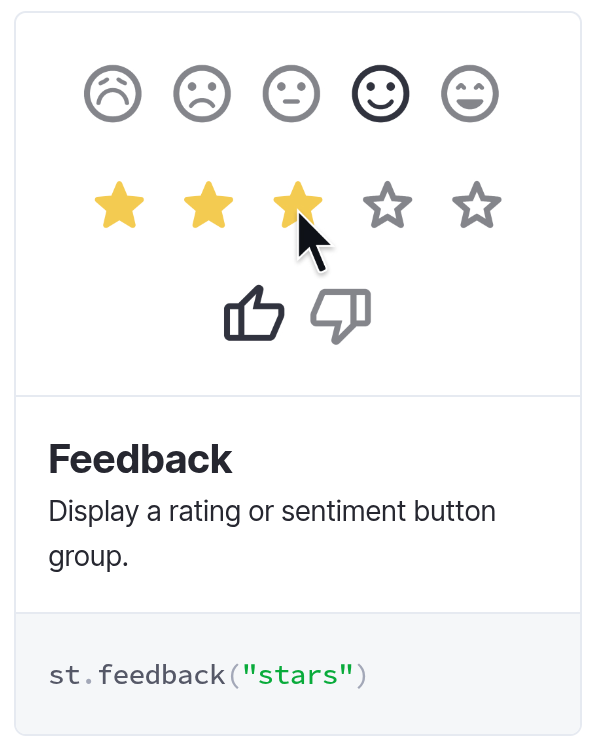 Feedback
Display a rating or sentiment button
group.
st.feedback("stars")